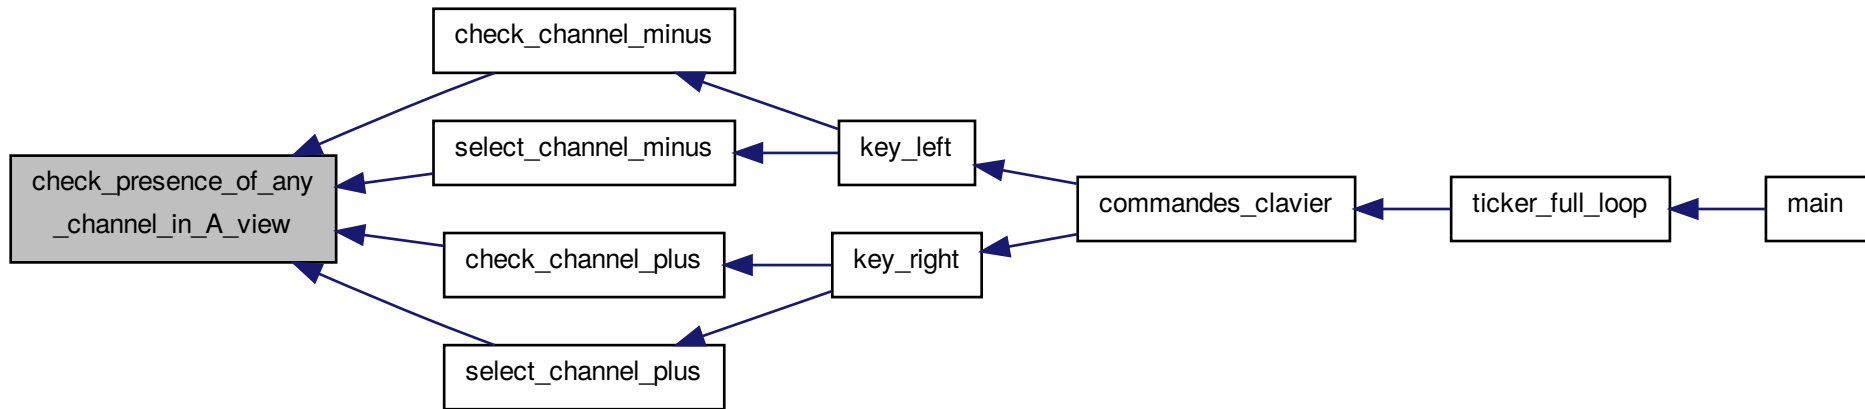 check_channel_minus
select_channel_minus
key_left
check_presence_of_any
_channel_in_A_view
commandes_clavier
ticker_full_loop
main
check_channel_plus
key_right
select_channel_plus